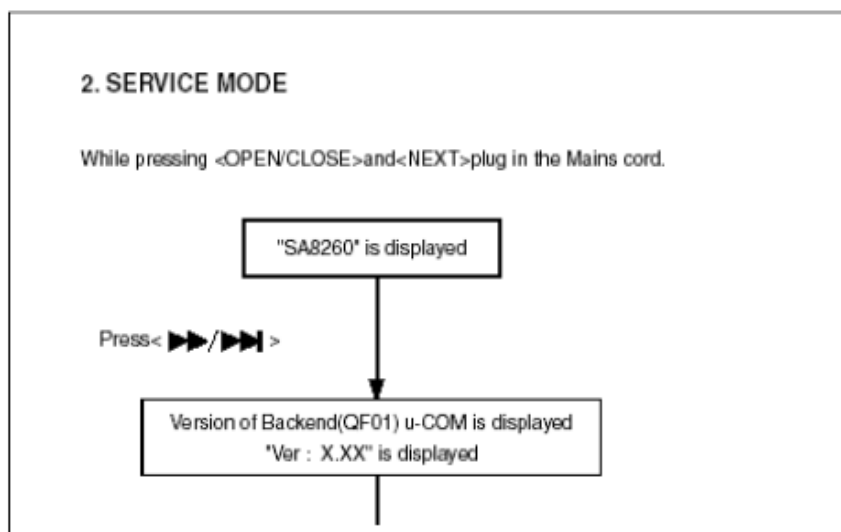 2. SERVICE MODE
While pressing <OPEN/CLOSE>and<NEXT>plug in the Mains cord.
"SA8260" is displayed
Press< ▶▶/▶▶| >
Version of Backend(QF01) u-COM is displayed
"Ver : X.XX" is displayed